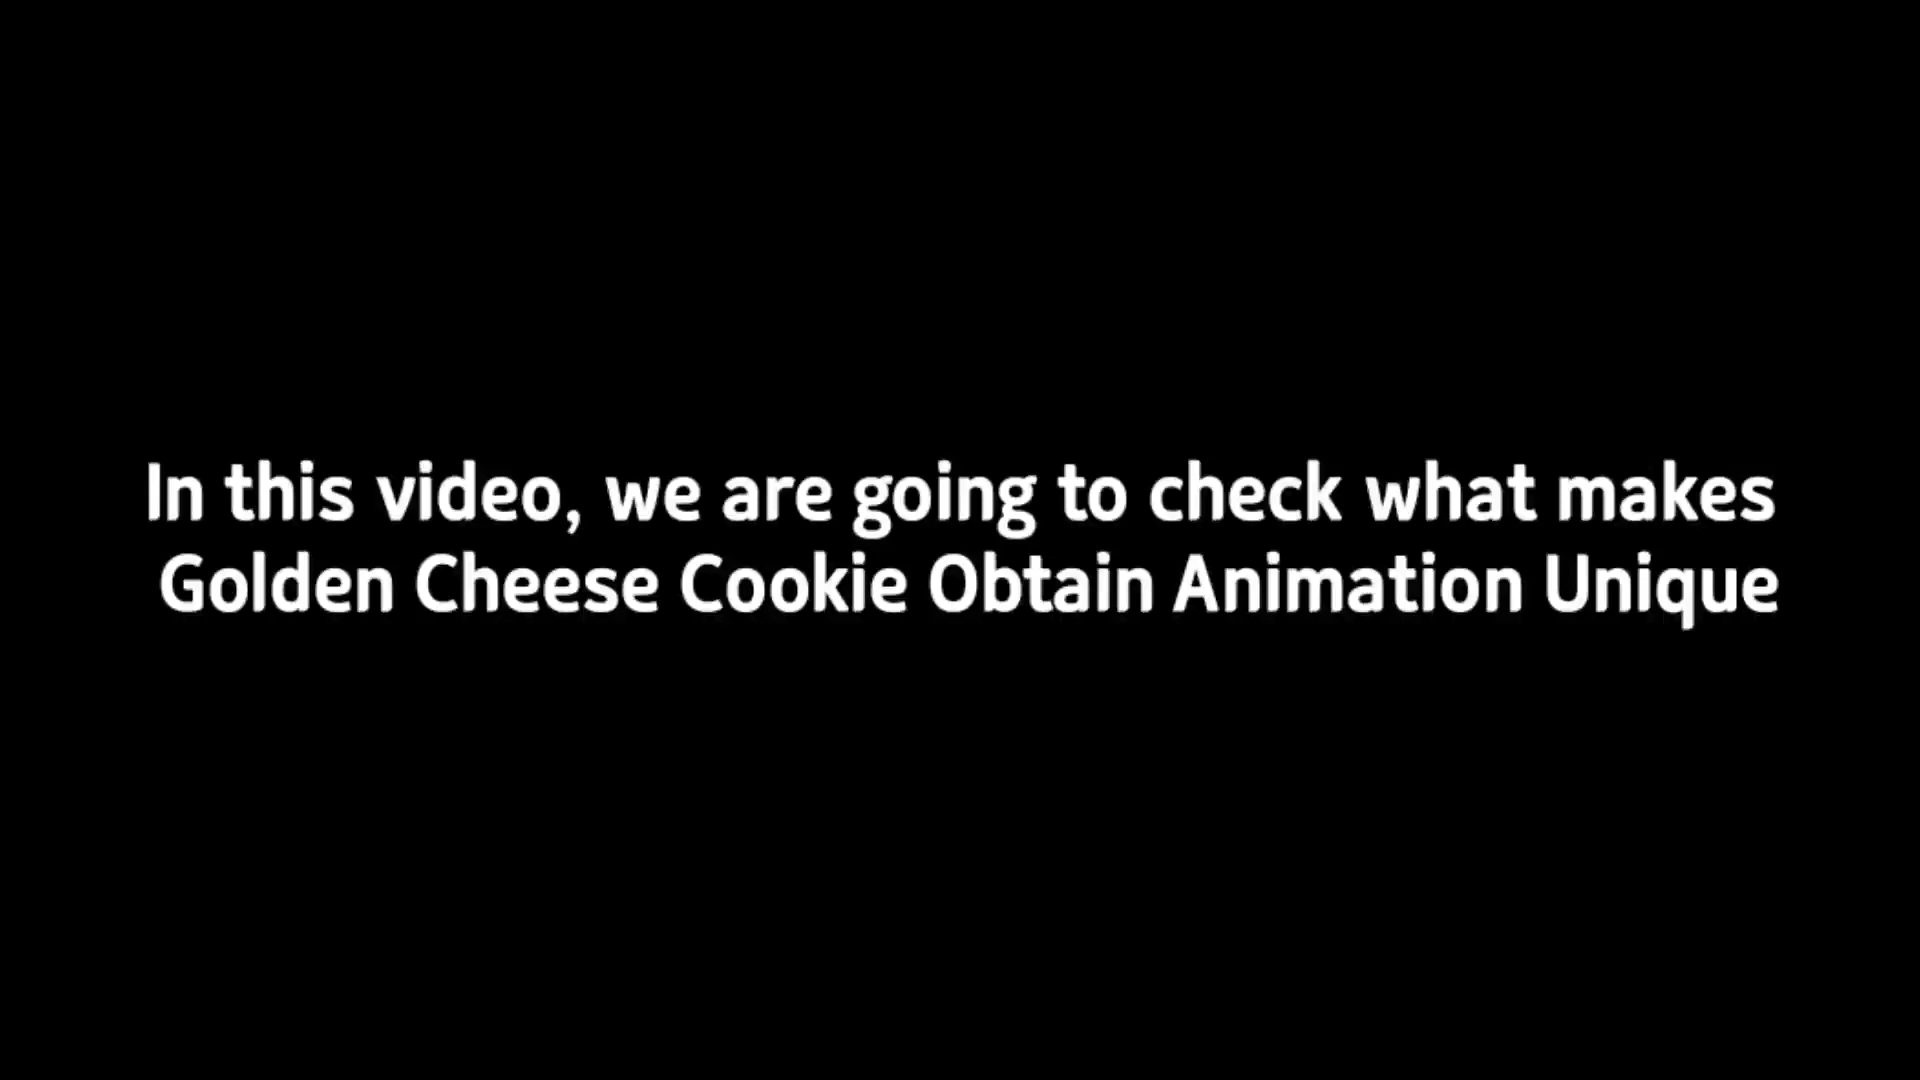 In this video, we are going to check what makes
Golden Cheese Cookie Obtain Animation Unique